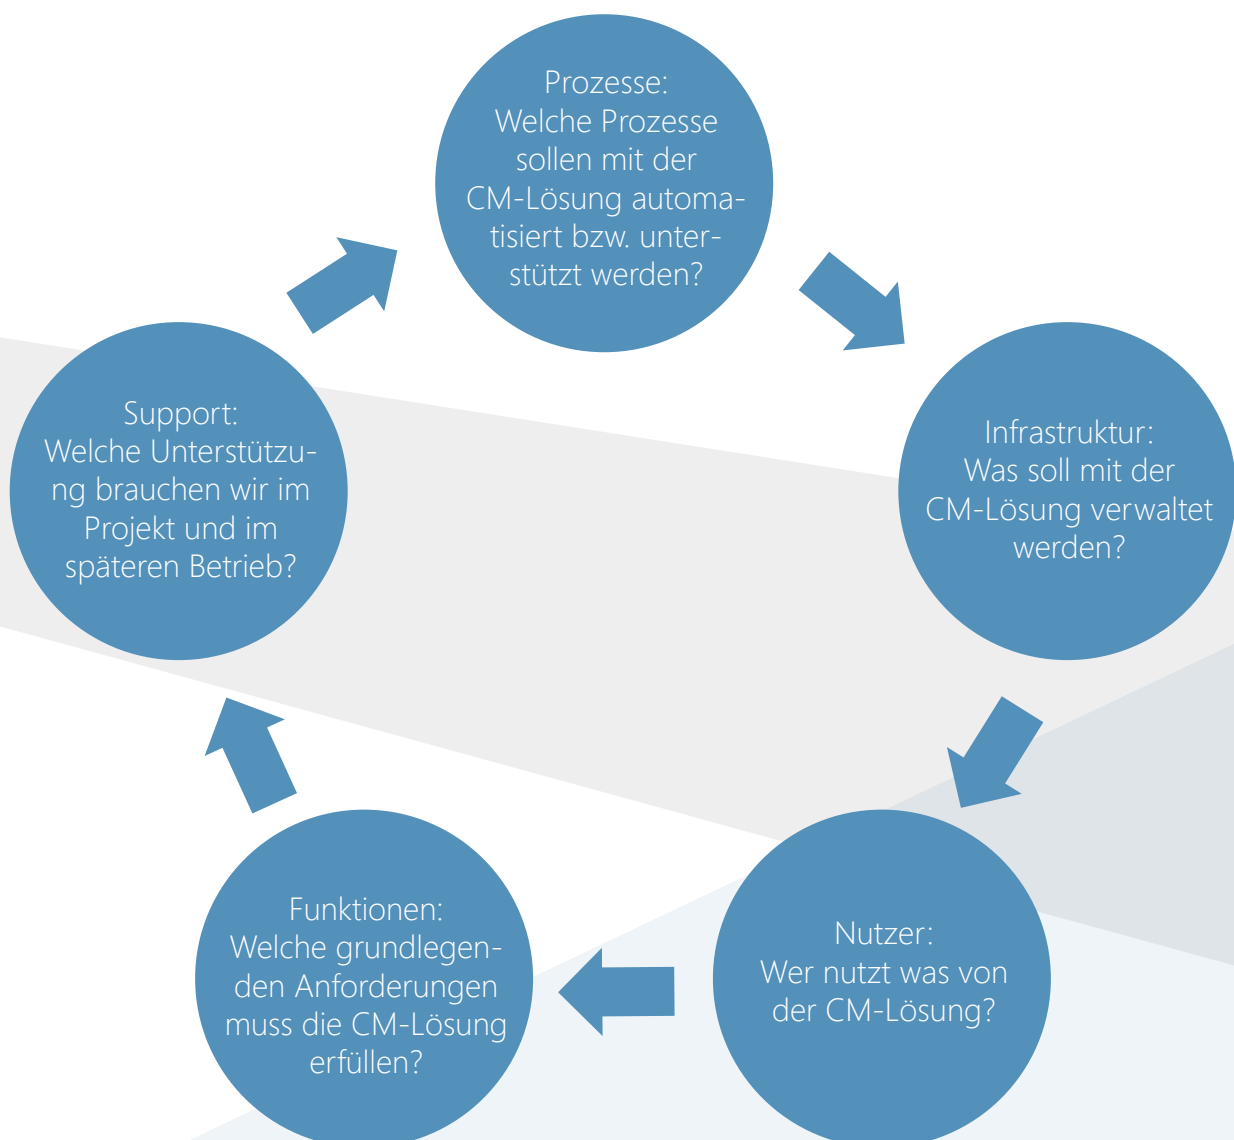 Prozesse:
Welche Prozesse
sollen mit der
CM-Lösung automa-
tisiert bzw. unter-
stützt werden?
Infrastruktur:
Was soll mit der
CM-Lösung verwaltet
werden?
Nutzer:
Wer nutzt was von
der CM-Lösung?
Funktionen:
Welche grundlegen-
den Anforderungen
muss die CM-Lösung
erfüllen?
Support:
Welche Unterstützu-
ng brauchen wir im
Projekt und im
späteren Betrieb?